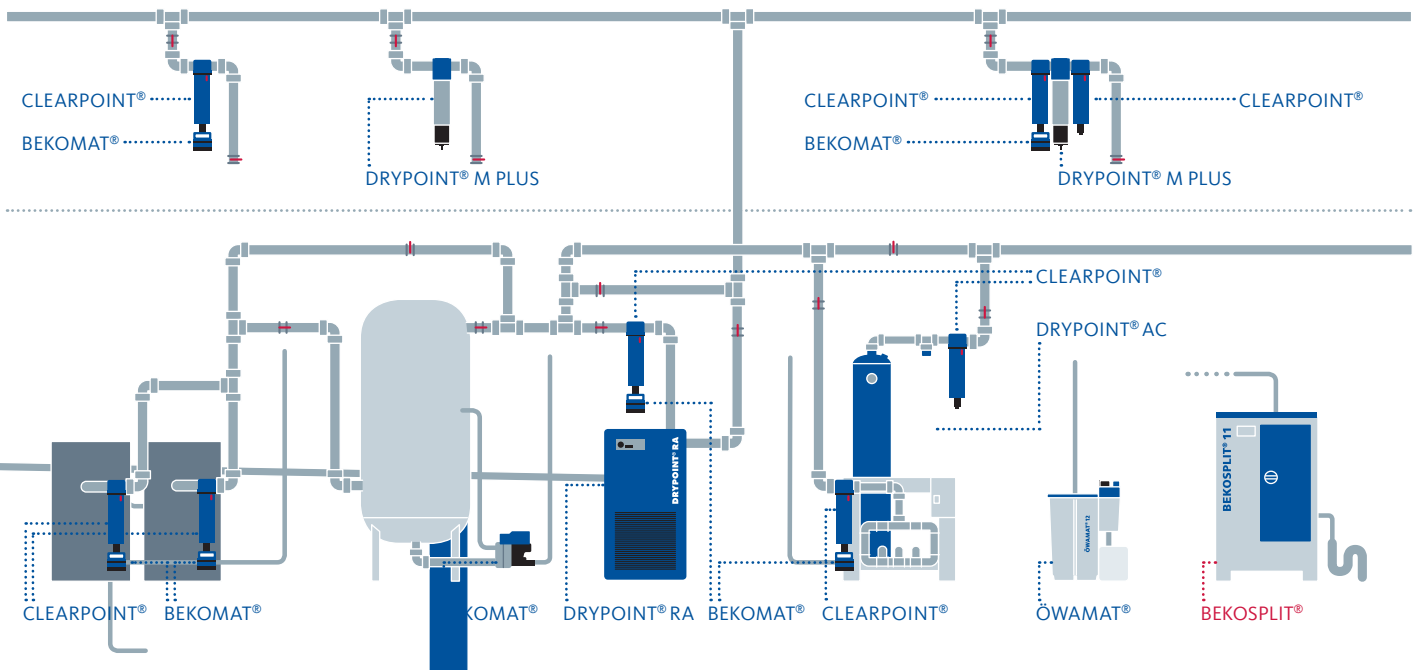 CLEARPOINT®
BEKOMAT®
DRYPOINT® M PLUS
CLEARPOINT®
CLEARPOINT®
BEKOMAT®
DRYPOINT® M PLUS
CLEARPOINT®
DRYPOINT® AC
DRYPOINT® RA
BEKOSPLIT® 11
ÖWAMAT® 12
CLEARPOINT®
BEKOMAT®
KOMAT®
DRYPOINT® RA
BEKOMAT®
CLEARPOINT®
ÖWAMAT®
BEKOSPLIT®